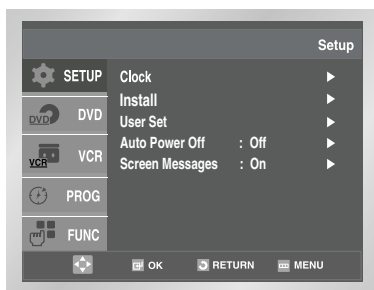 Setup
SETUP
Clock
Install
DVD DVD
User Set
Auto Power Off : Off
VCR VCR
Screen Messages : On
PROG
FUNC
OK RETURN MENU